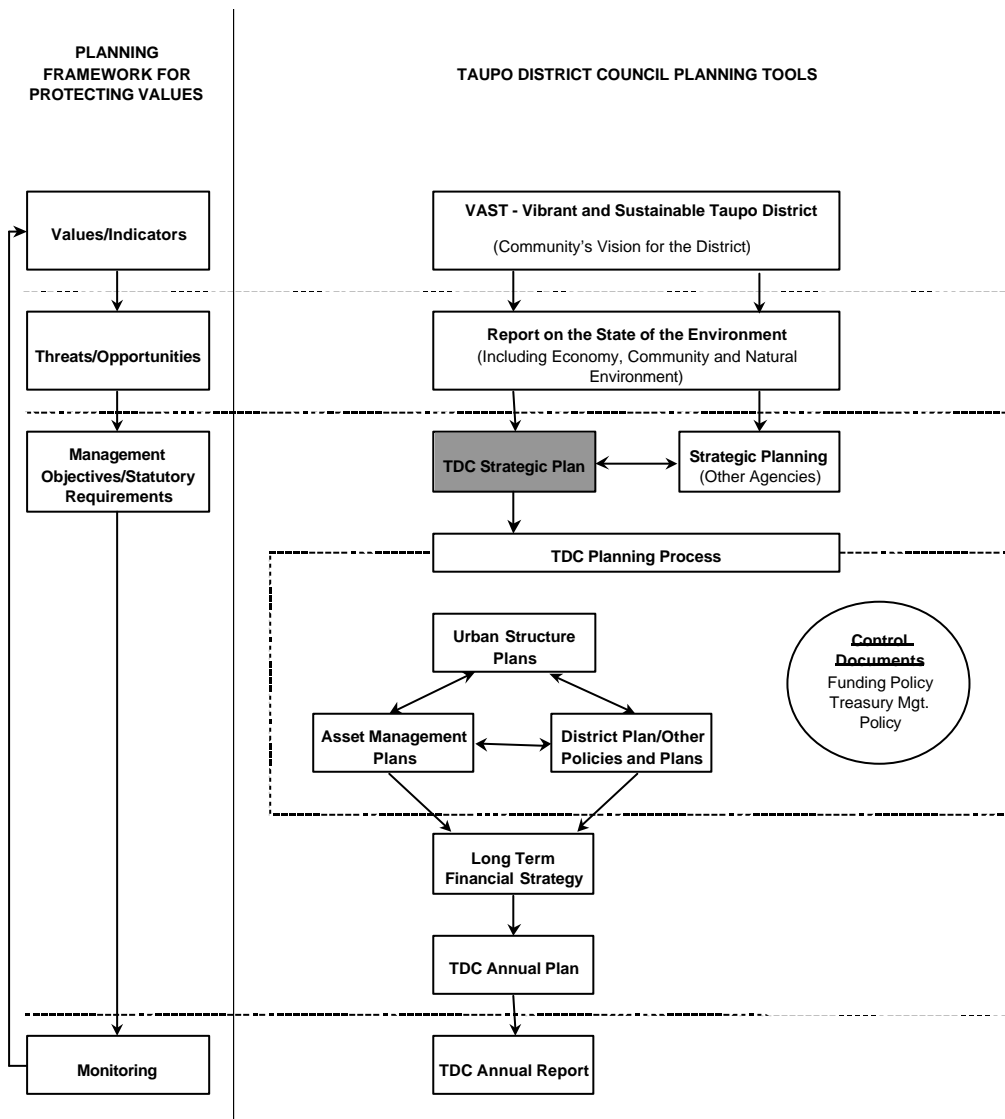 PLANNING
FRAMEWORK FOR
PROTECTING VALUES
TAUPO DISTRICT COUNCIL PLANNING TOOLS
Values/Indicators
VAST - Vibrant and Sustainable Taupo District
(Community's Vision for the District)
Threats/Opportunities
Report on the State of the Environment
(Including Economy, Community and Natural
Environment)
Management
Objectives/Statutory
Requirements
TDC Strategic Plan
Strategic Planning
(Other Agencies)
TDC Planning Process
Urban Structure
Plans
Control
Documents
Funding Policy
Treasury Mgt.
Policy
Asset Management
Plans
District Plan/Other
Policies and Plans
Long Term
Financial Strategy
TDC Annual Plan
Monitoring
TDC Annual Report